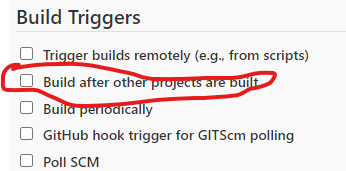 Build Triggers
Trigger builds remotely (e.g., from scripts)
Build after other projects are built
Build periodically
GitHub hook trigger for GITScm polling
Poll SCM